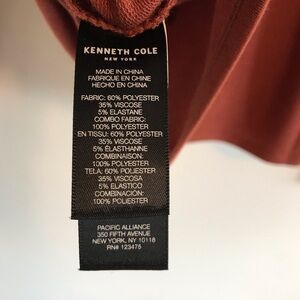 KENNETH COLE
NEW YORK
MADE IN CHINA
FABRIQUE EN CHINE
HECHO EN CHINA
FABRIC: 60% POLYESTER
35% VISCOSE
5% ELASTANE
COMBO FABRIC:
100% POLYESTER
EN TISSU: 60% POLYESTER
35% VISCOSE
5% ÉLASTHANNE
COMBINAISON:
100% POLYESTER
TELA: 60% POLIESTER
35% VISCOSA
5% ELASTICO
COMBINACIÓN:
100% POLIESTER
PACIFIC ALLIANCE
350 FIFTH AVENUE
NEW YORK, NY 10118
RN# 123475